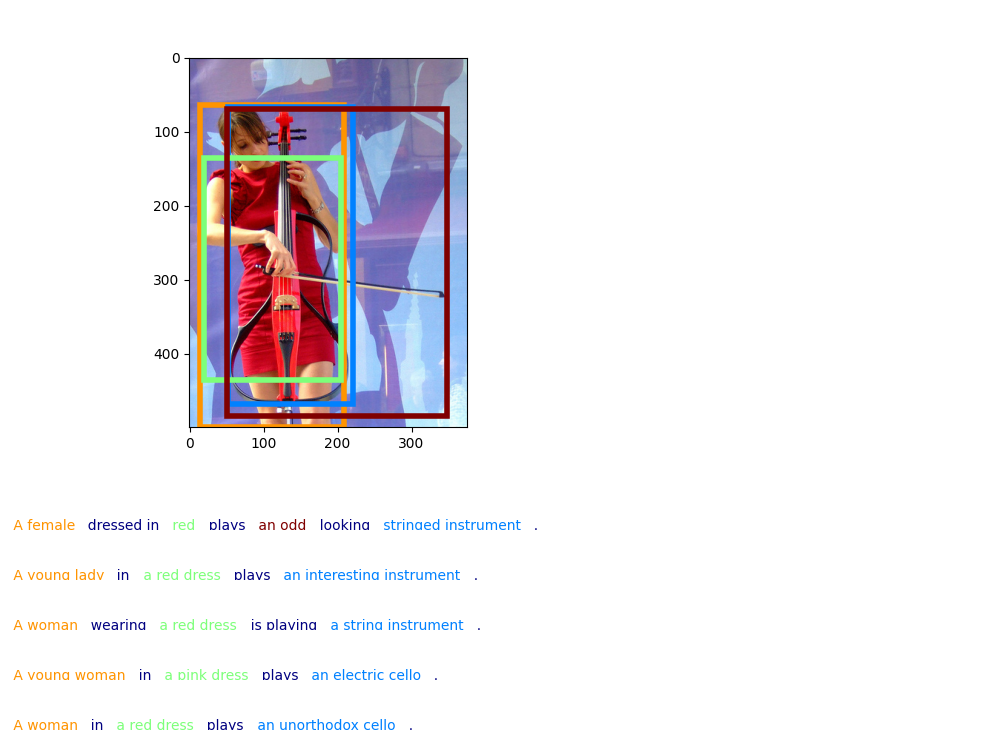 0
100
200
300
400
0 100 200 300
A female dressed in red plays an odd looking stringed instrument .
A young lady in a red dress plays an interesting instrument .
A woman wearing a red dress is playing a string instrument .
A young woman in a pink dress plays an electric cello .
A woman in a red dress plays an unorthodox cello .